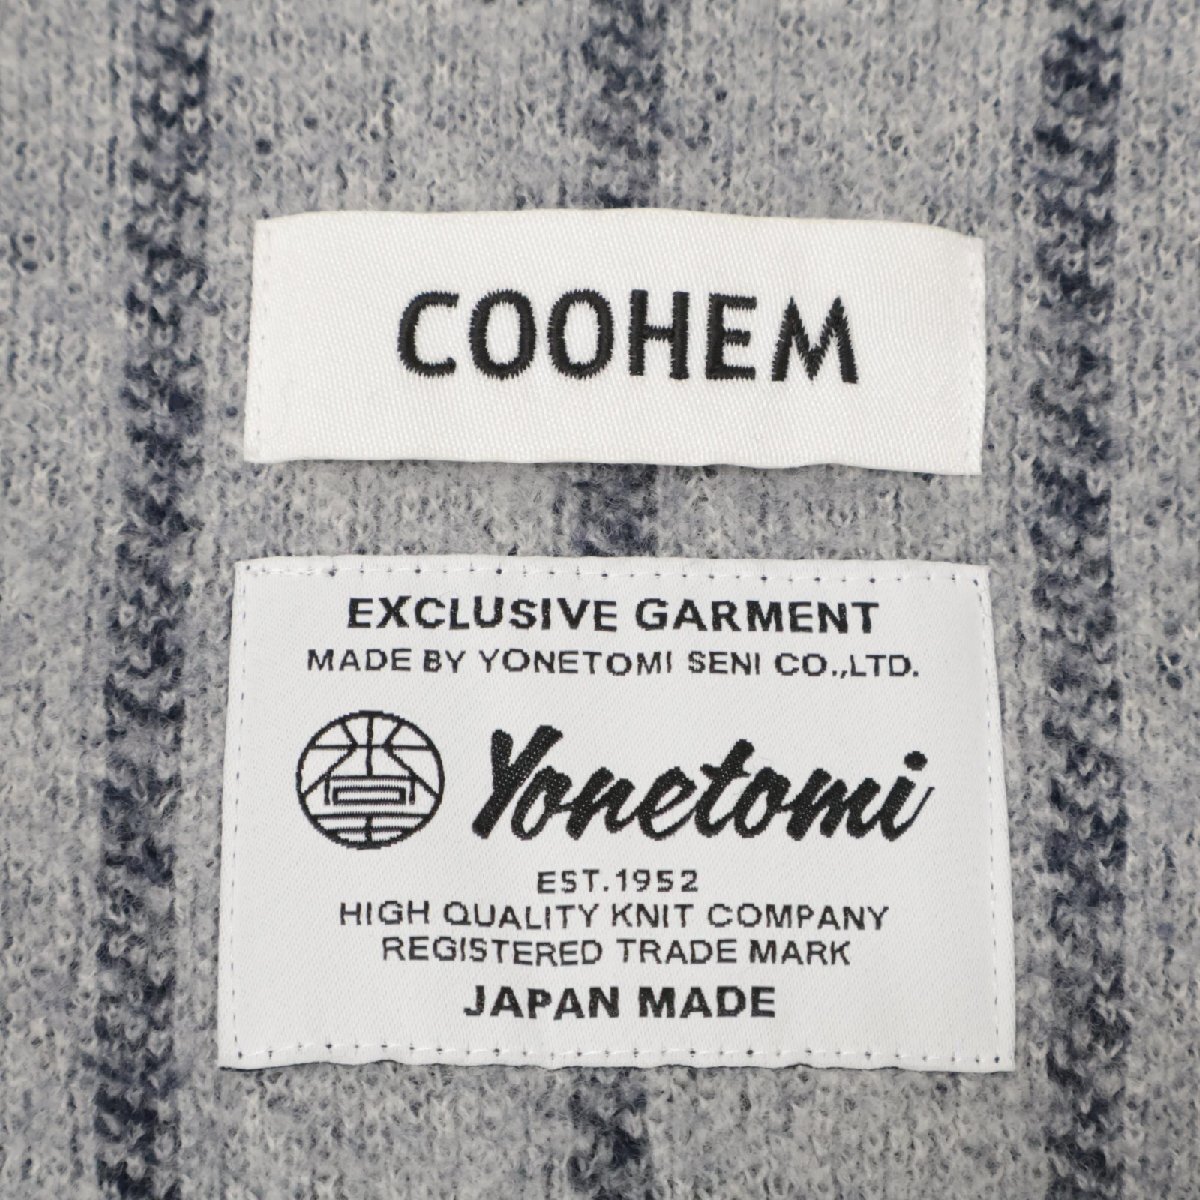 COOHEM
EXCLUSIVE GARMENT
MADE BY YONETOMI SENI CO.,LTD.
Yonetomi
EST.1952
HIGH QUALITY KNIT COMPANY
REGISTERED TRADE MARK
JAPAN MADE